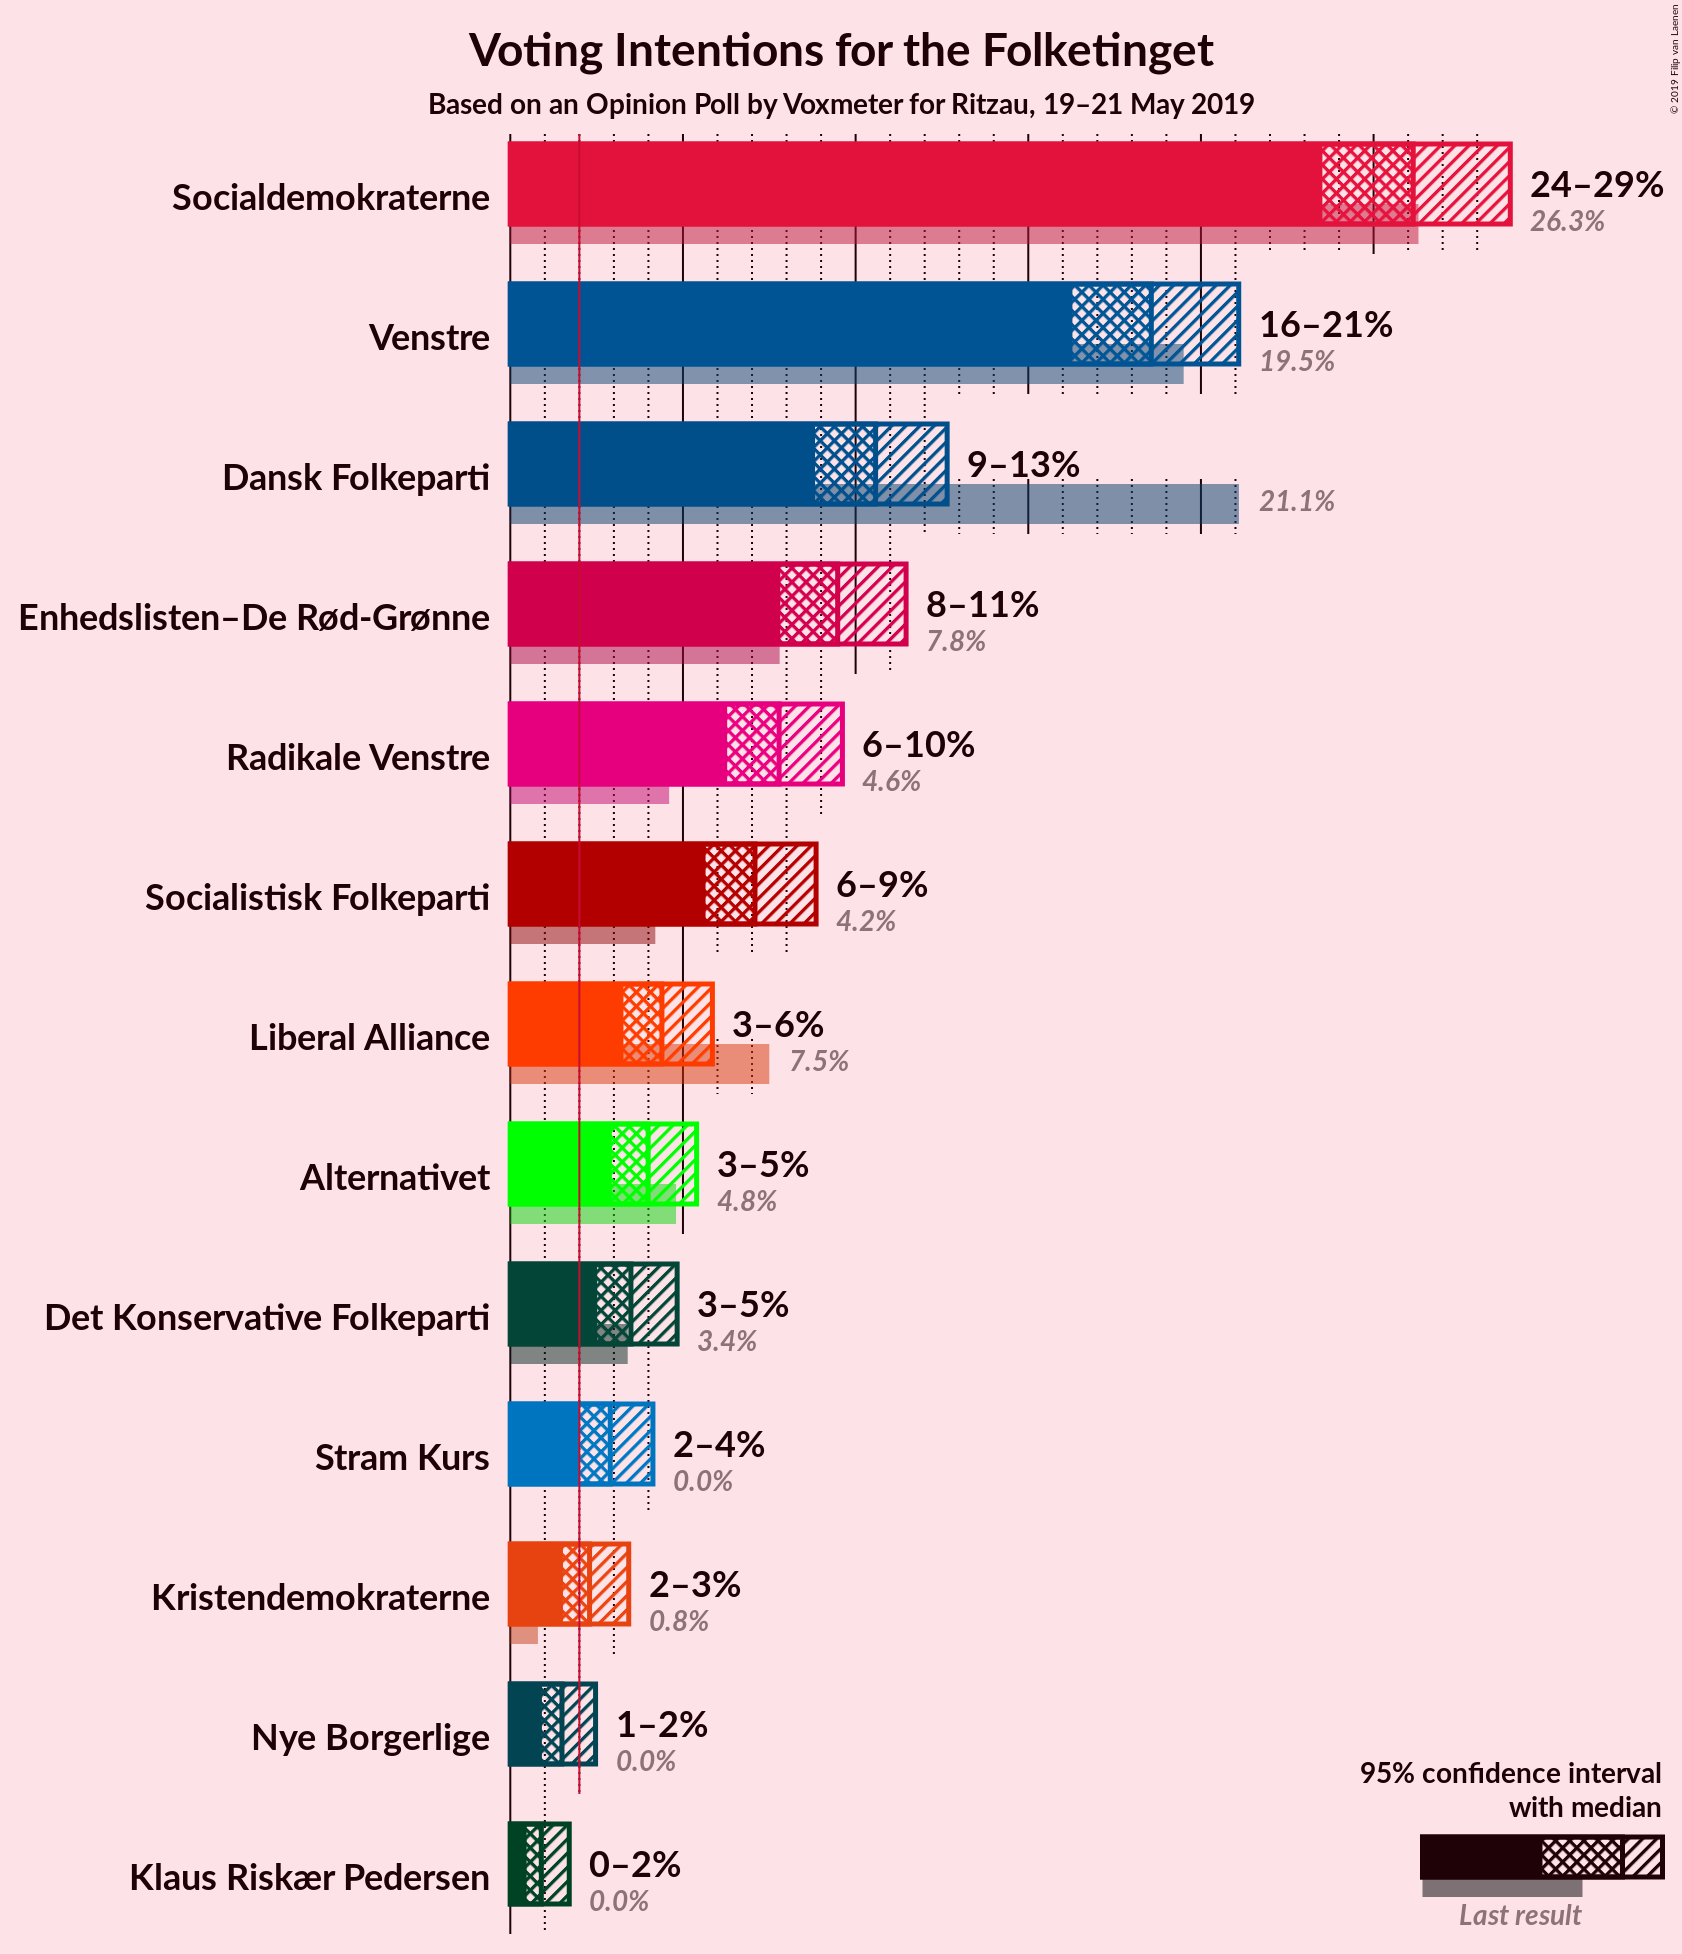 Voting Intentions for the Folketinget
Based on an Opinion Poll by Voxmeter for Ritzau, 19–21 May 2019
© 2019 Filip van Laenen
Socialdemokraterne
24–29%
26.3%
Venstre
16–21%
19.5%
Dansk Folkeparti
9–13%
21.1%
Enhedslisten–De Rød-Grønne
8–11%
7.8%
Radikale Venstre
6–10%
4.6%
Socialistisk Folkeparti
6–9%
4.2%
Liberal Alliance
3–6%
7.5%
Alternativet
3–5%
4.8%
Det Konservative Folkeparti
3–5%
3.4%
Stram Kurs
2–4%
0.0%
Kristendemokraterne
2–3%
0.8%
Nye Borgerlige
1–2%
0.0%
Klaus Riskær Pedersen
0–2%
0.0%
95% confidence interval
with median
Last result